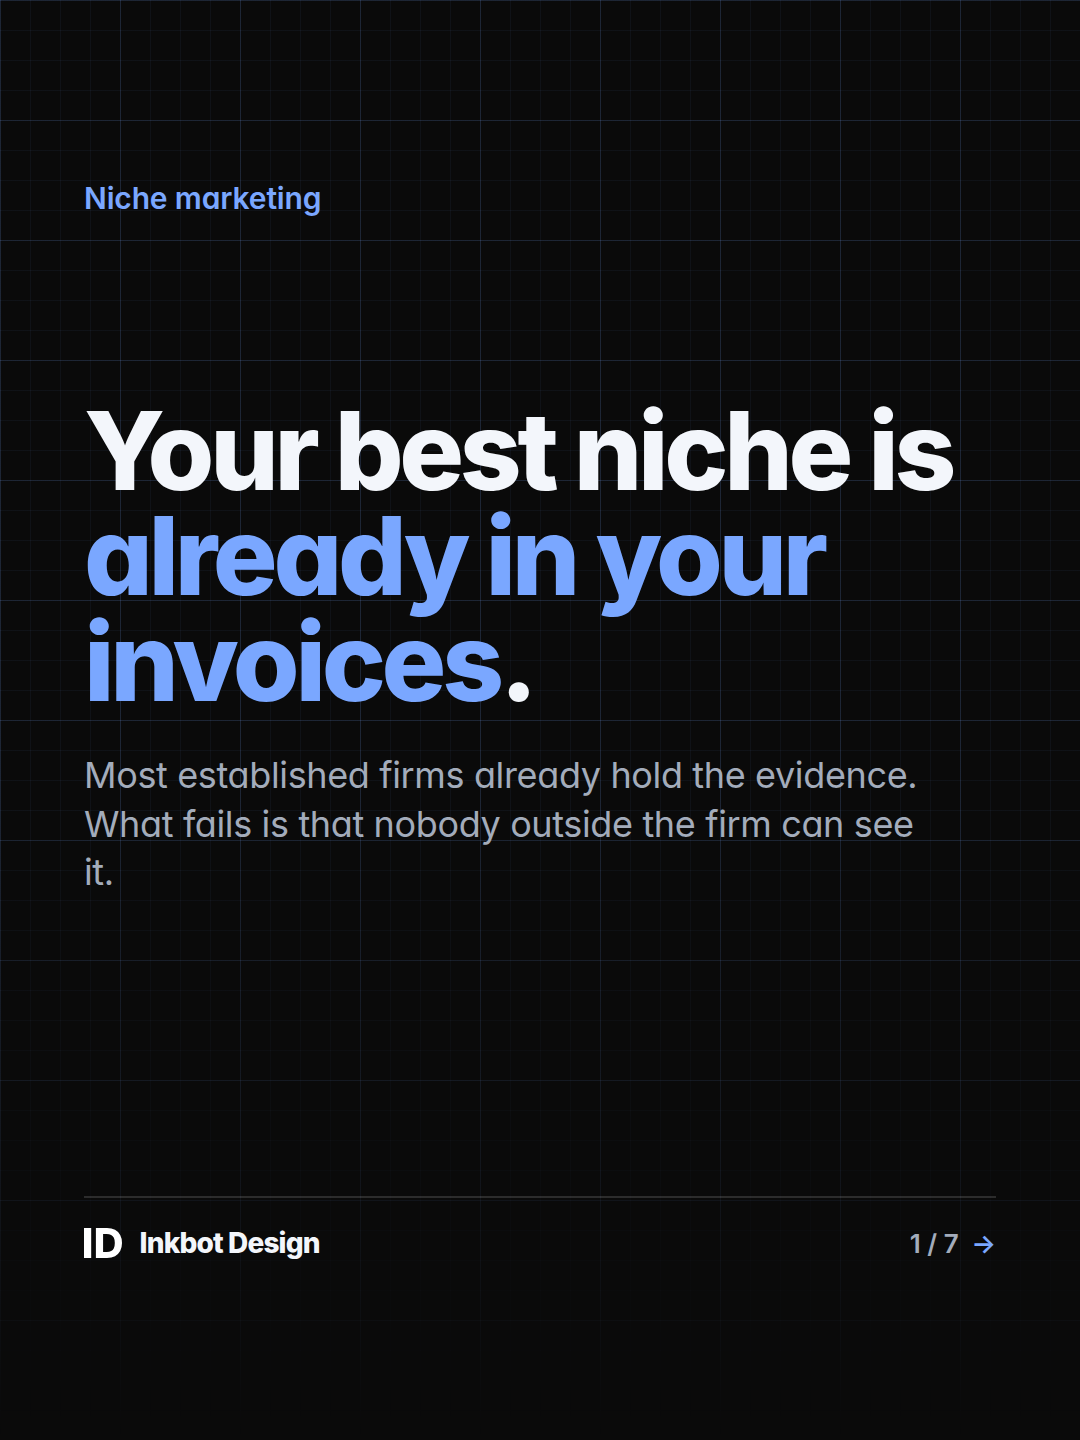 Niche marketing
Your best niche is
already in your
invoices.
Most established firms already hold the evidence.
What fails is that nobody outside the firm can see
it.
ID Inkbot Design
1 / 7 →